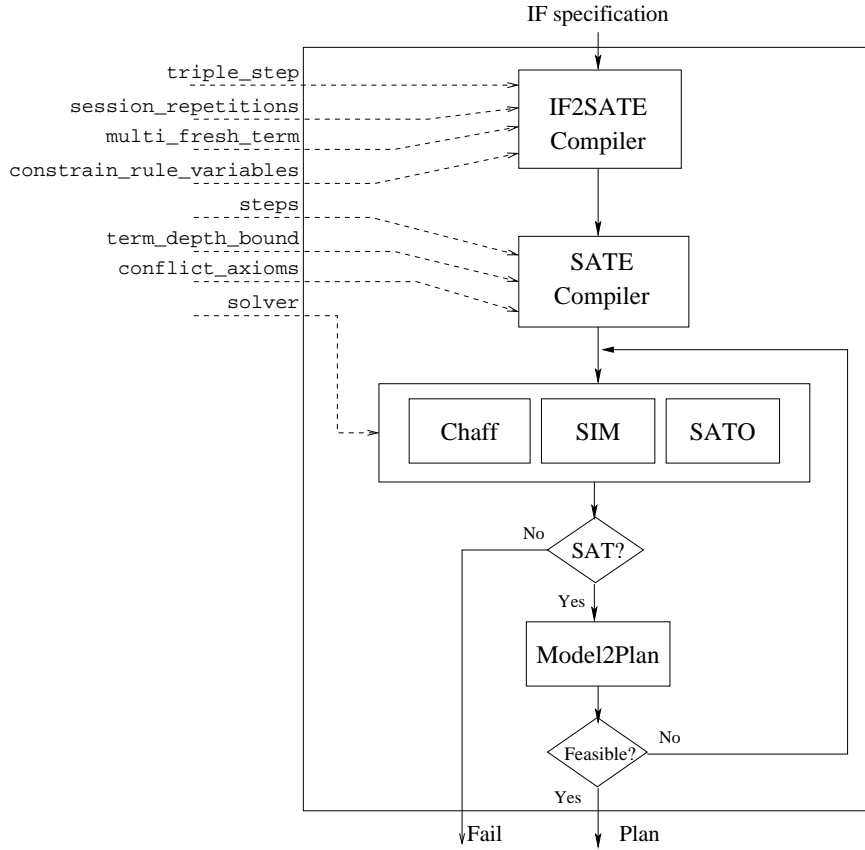 IF specification
triple_step
session_repetitions
multi_fresh_term
constrain_rule_variables
IF2SATE
Compiler
steps
term_depth_bound
conflict_axioms
solver
SATE
Compiler
Chaff
SIM
SATO
No
SAT?
Yes
Model2Plan
Feasible?
No
Yes
Fail
Plan